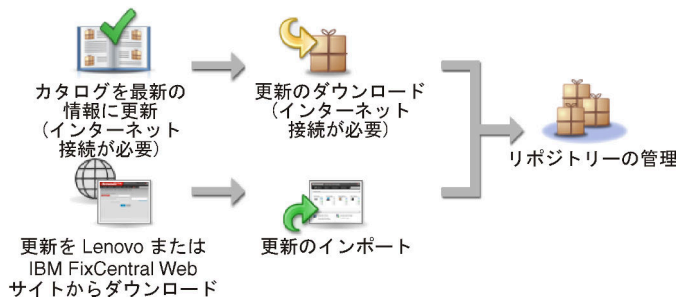 カタログを最新の
情報に更新
（インターネット
接続が必要）
更新のダウンロード
（インターネット
接続が必要）
リポジトリーの管理
更新を Lenovo または
IBM FixCentral Web
サイトからダウンロード
更新のインポート